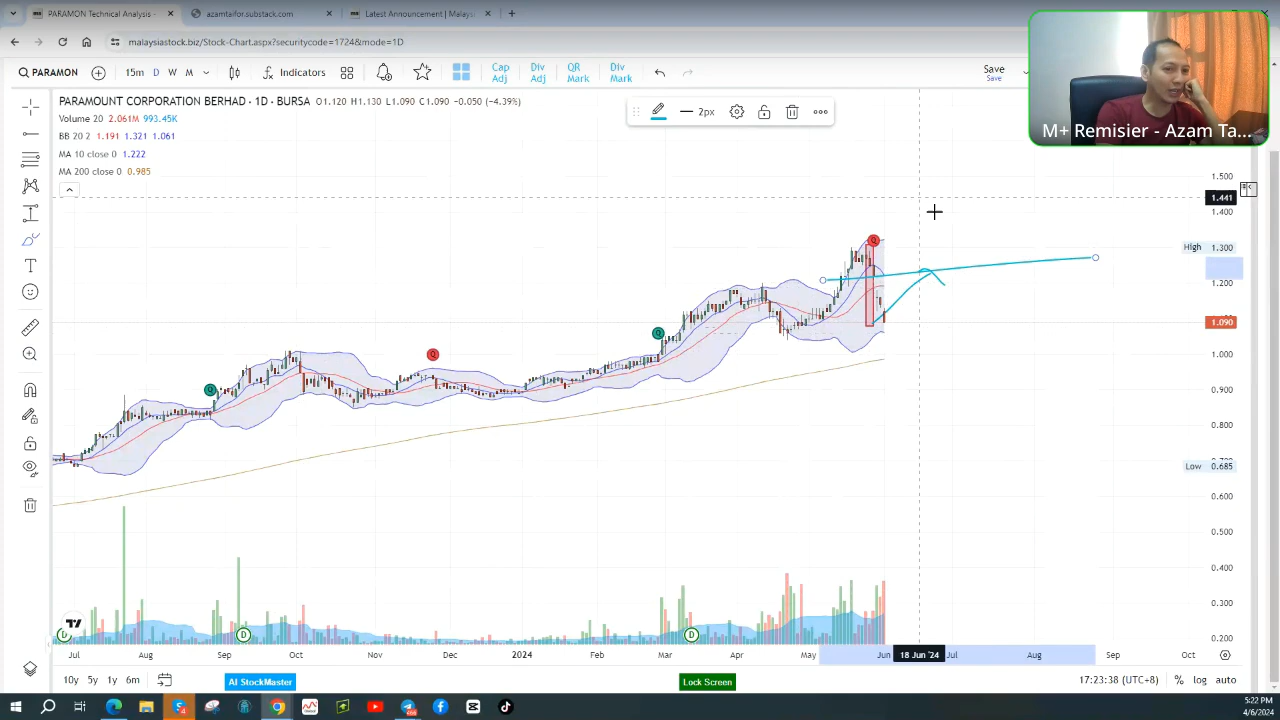 PARAMON Technical Analysis -
azamtaifor.substack.com
Latest Announcement | Malays
malaysiastock.biz/Stock-Chart.aspx?securitycode=1724&mode=1D
PARAMON
15m D W M
Indicators
Cap Adj
Div Adj
QR Mark
Div Mark
Save
Save
M+ Remisier - Azam Ta...
PARAMOUNT CORPORATION BERHAD · 1D · BURSA O1.120 H1.130 L1.090 C1.090 -0.050 (-4.39%)
Volume 20 2.061M 993.45K
BB 20 2 1.191 1.321 1.061
MA 10 close 0 1.222
MA 200 close 0 0.985
2px
1.500
1.441
1.400
High 1.300
1.200
1.090
1.000
0.900
0.800
Low 0.685
0.600
0.500
0.400
0.300
0.200
Q
Q
Q
Q
D
D
D
Jul Aug Sep Oct Nov Dec 2024 Feb Mar Apr May Jun 18 Jun '24 Jul Aug Sep Oct
10y 5y 1y 6m
AI StockMaster
Lock Screen
17:23:38 (UTC+8) % log auto
5:22 PM
4/6/2024